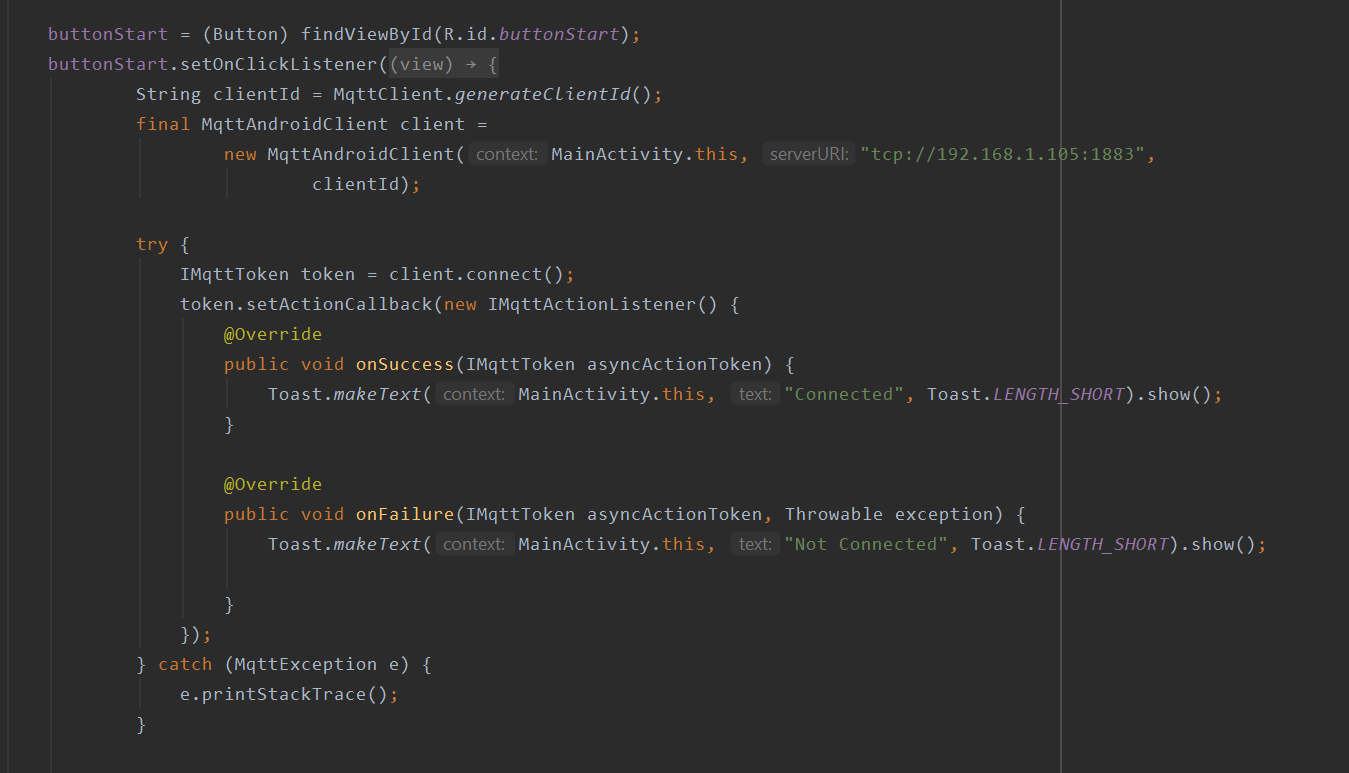 buttonStart = (Button) findViewById(R.id.buttonStart);
buttonStart.setOnClickListener((view) → {
String clientId = MqttClient.generateClientId();
final MqttAndroidClient client =
new MqttAndroidClient( context: MainActivity.this, serverURI: "tcp://192.168.1.105:1883",
clientId);
try {
IMqttToken token = client.connect();
token.setActionCallback(new IMqttActionListener() {
@Override
public void onSuccess(IMqttToken asyncActionToken) {
Toast.makeText( context: MainActivity.this, text: "Connected", Toast.LENGTH_SHORT).show();
}
@Override
public void onFailure(IMqttToken asyncActionToken, Throwable exception) {
Toast.makeText( context: MainActivity.this, text: "Not Connected", Toast.LENGTH_SHORT).show();
}
});
} catch (MqttException e) {
e.printStackTrace();
}